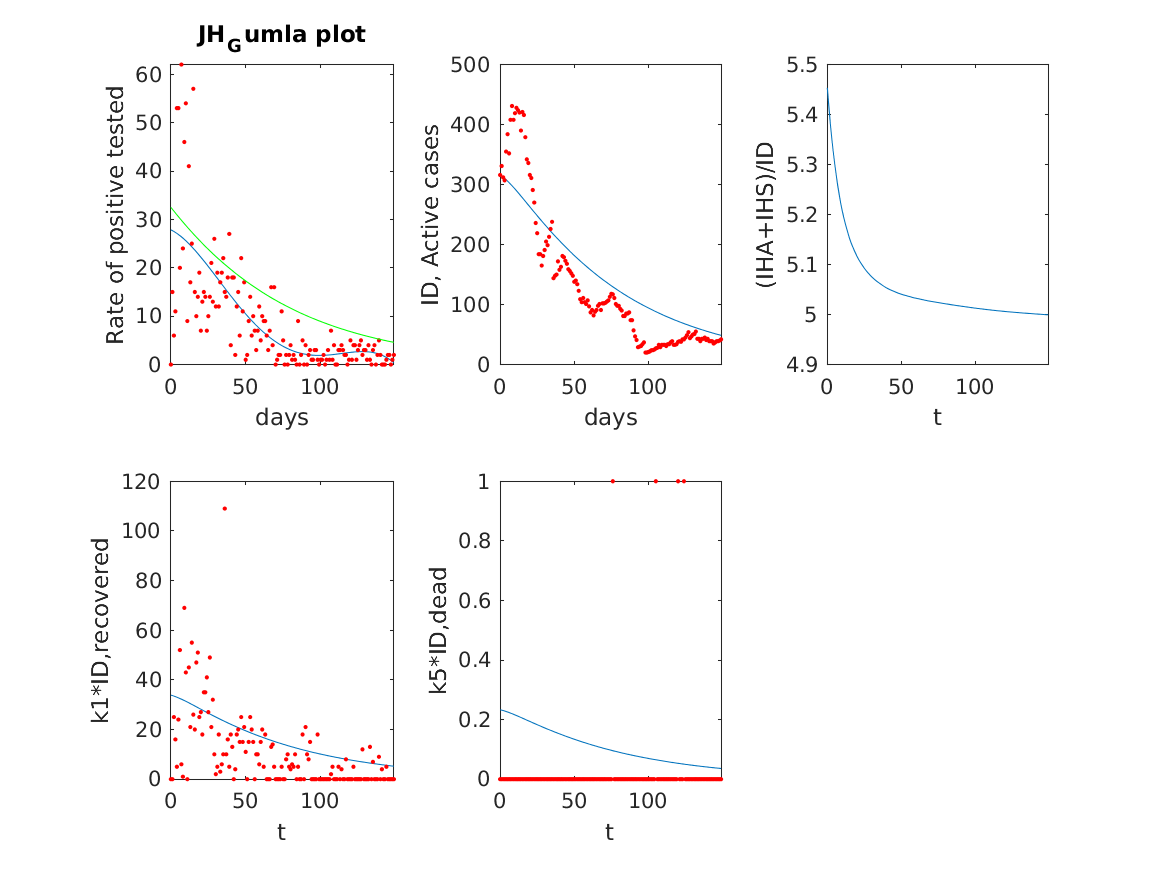 JH_Gumla plot
60
50
40
30
20
10
0
Rate of positive tested
0 50 100
days
500
400
300
200
100
0
ID, Active cases
0 50 100
days
5.5
5.4
5.3
5.2
5.1
5
4.9
(IHA+IHS)/ID
0 50 100
t
120
100
80
60
40
20
0
k1*ID,recovered
0 50 100
t
1
0.8
0.6
0.4
0.2
0
k5*ID,dead
0 50 100
t